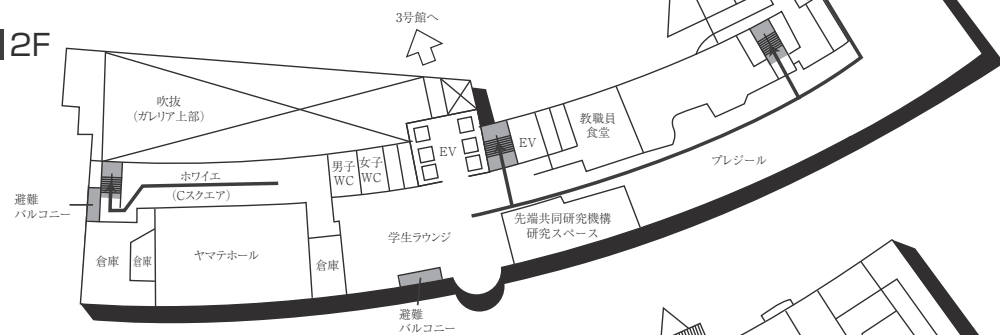 2F
3号館へ
吹抜
(ガレリア上部)
EV
EV
教職員
食堂
プレジール
男子
WC
女子
WC
ホワイエ
(Cスクエア)
避難
バルコニー
倉庫
倉庫
ヤマテホール
倉庫
学生ラウンジ
先端共同研究機構
研究スペース
避難
バルコニー